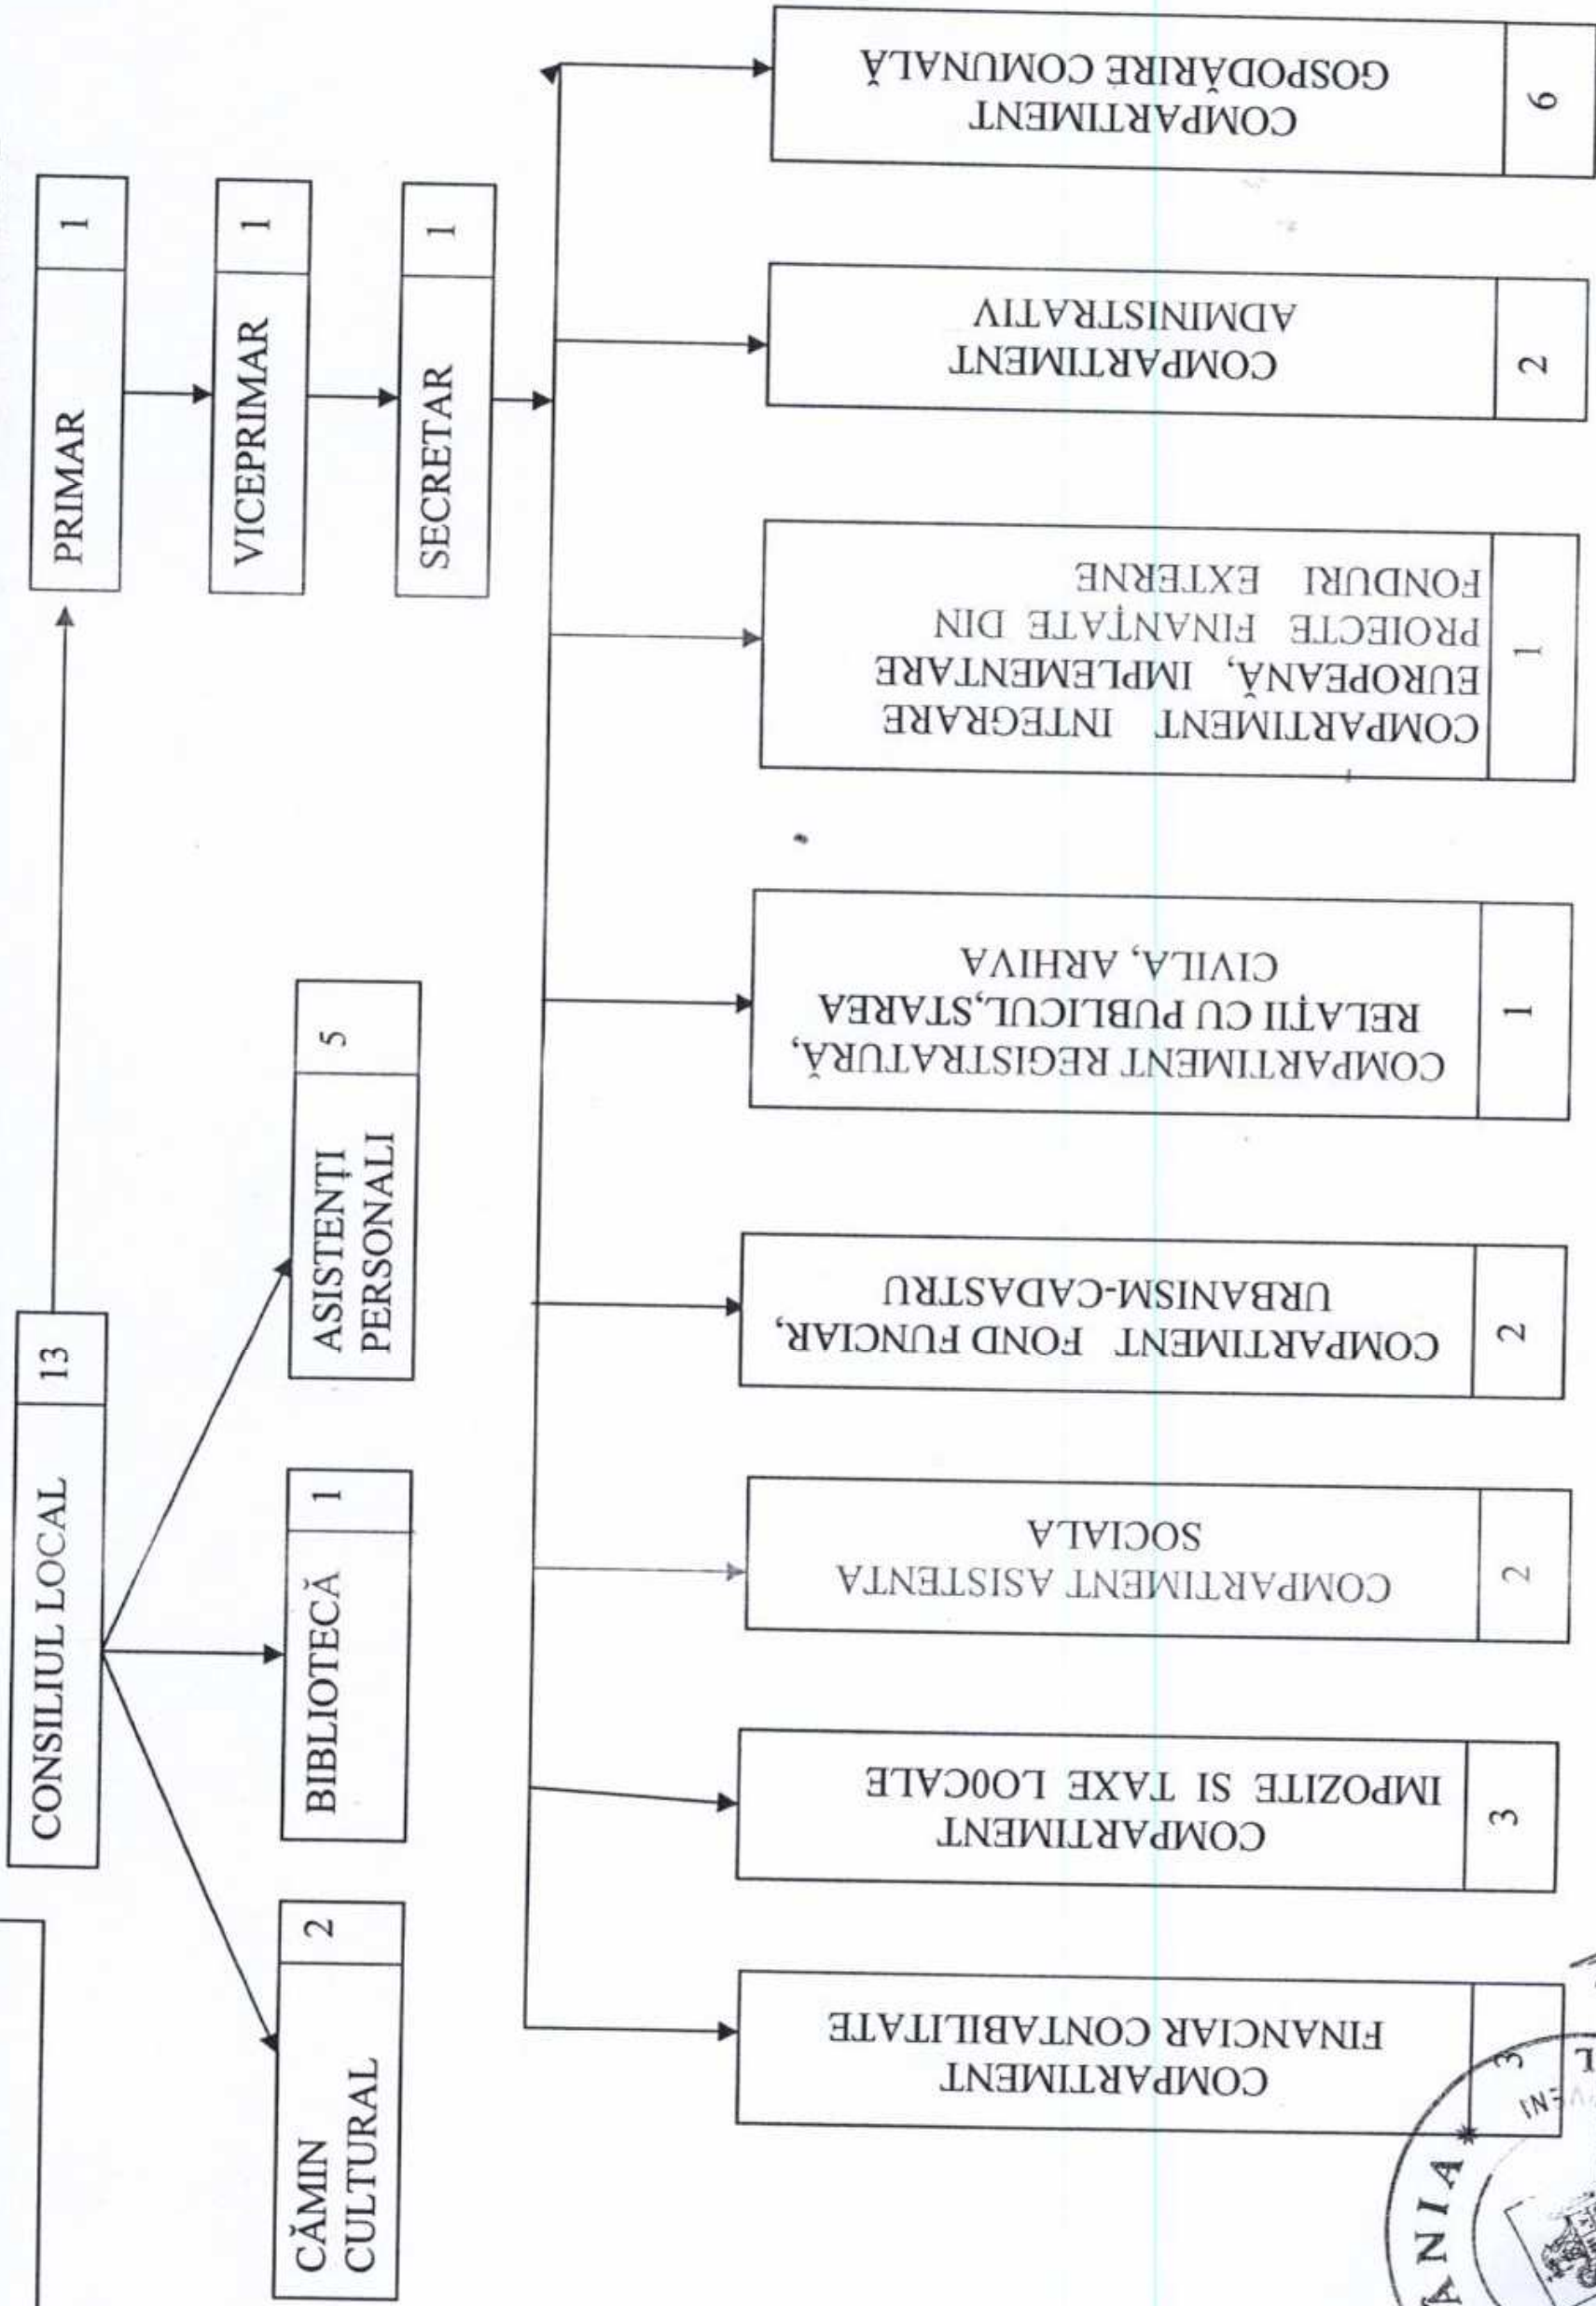 CONSILIUL LOCAL
13
PRIMAR
1
VICEPRIMAR
1
SECRETAR
1
CĂMIN
CULTURAL
2
BIBLIOTECĂ
1
ASISTENȚI
PERSONALI
5
COMPARTIMENT
FINANCIAR CONTABILITATE
3
COMPARTIMENT
IMPOZITE SI TAXE LO0CALE
3
COMPARTIMENT ASISTENTA
SOCIALA
2
COMPARTIMENT FOND FUNCIAR,
URBANISM-CADASTRU
2
COMPARTIMENT REGISTRATURĂ,
RELAȚII CU PUBLICUL,STAREA
CIVILA, ARHIVA
1
COMPARTIMENT INTEGRARE
EUROPEANĂ, IMPLEMENTARE
PROIECTE FINANȚATE DIN
FONDURI EXTERNE
1
COMPARTIMENT
ADMINISTRATIV
2
COMPARTIMENT
GOSPODĂRIRE COMUNALĂ
6